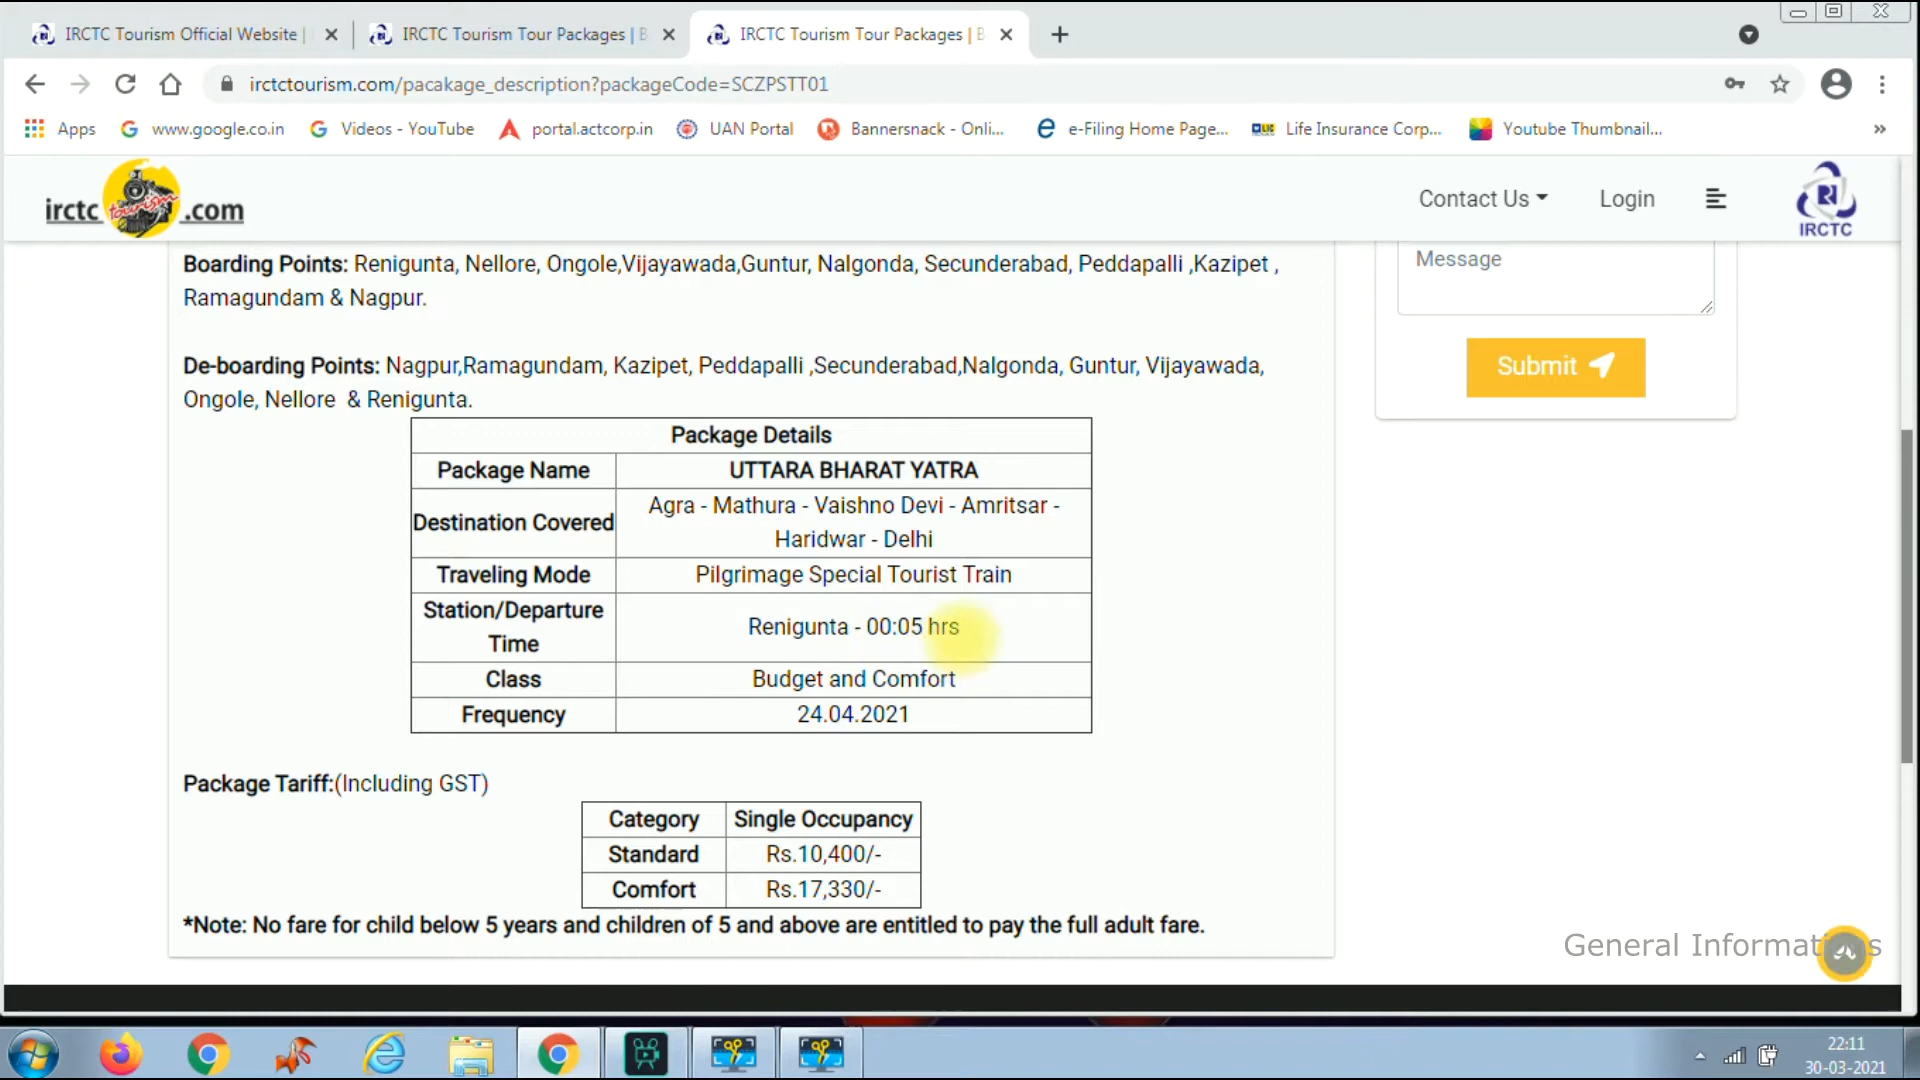 IRCTC Tourism Official Website |
IRCTC Tourism Tour Packages | B
IRCTC Tourism Tour Packages | B
irctctourism.com/pacakage_description?packageCode=SCZPSTT01
Apps
www.google.co.in
Videos - YouTube
portal.actcorp.in
UAN Portal
Bannersnack - Onli...
e-Filing Home Page...
LIC
Life Insurance Corp...
Youtube Thumbnail...
»
irctc tourism .com
Contact Us
Login
IRCTC
Boarding Points: Renigunta, Nellore, Ongole,Vijayawada,Guntur, Nalgonda, Secunderabad, Peddapalli ,Kazipet ,
Ramagundam & Nagpur.
Message
Submit
De-boarding Points: Nagpur,Ramagundam, Kazipet, Peddapalli ,Secunderabad,Nalgonda, Guntur, Vijayawada,
Ongole, Nellore & Renigunta.
Package Details
Package Name
UTTARA BHARAT YATRA
Destination Covered
Agra - Mathura - Vaishno Devi - Amritsar -
Haridwar - Delhi
Traveling Mode
Pilgrimage Special Tourist Train
Station/Departure
Time
Renigunta - 00:05 hrs
Class
Budget and Comfort
Frequency
24.04.2021
Package Tariff:(Including GST)
Category
Single Occupancy
Standard
Rs.10,400/-
Comfort
Rs.17,330/-
*Note: No fare for child below 5 years and children of 5 and above are entitled to pay the full adult fare.
General Informations
22:11
30-03-2021